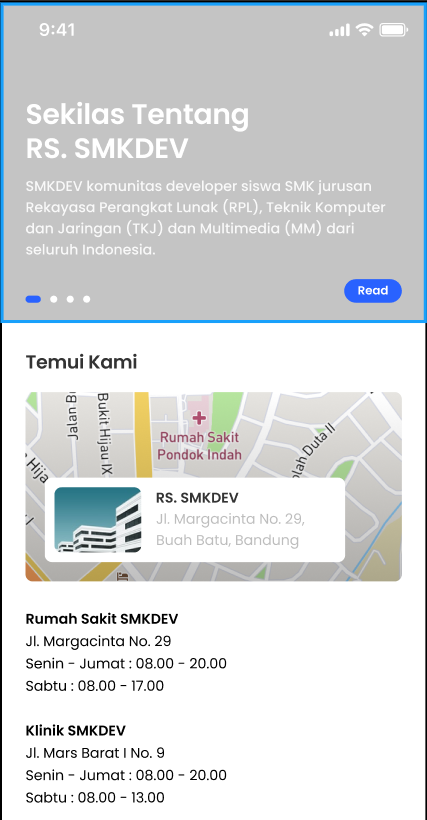 9:41
Sekilas Tentang
RS. SMKDEV
SMKDEV komunitas developer siswa SMK jurusan
Rekayasa Perangkat Lunak (RPL), Teknik Komputer
dan Jaringan (TKJ) dan Multimedia (MM) dari
seluruh Indonesia.
Read
Temui Kami
Jalan Bu
Bukit Hijau IX
Rumah Sakit
Pondok Indah
Hija
olah Duta II
RS. SMKDEV
Jl. Margacinta No. 29,
Buah Batu, Bandung
Rumah Sakit SMKDEV
Jl. Margacinta No. 29
Senin - Jumat : 08.00 - 20.00
Sabtu : 08.00 - 17.00
Klinik SMKDEV
Jl. Mars Barat I No. 9
Senin - Jumat : 08.00 - 20.00
Sabtu : 08.00 - 13.00